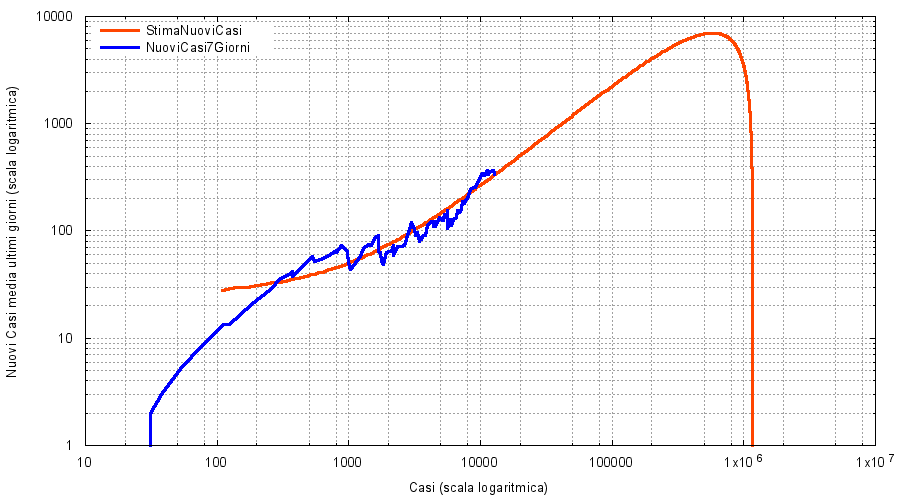 10000
StimaNuoviCasi
NuoviCasi7Giorni
1000
100
10
1
Nuovi Casi media ultimi giorni (scala logaritmica)
10 100 1000 10000 100000 1x10 6 1x10 7
Casi (scala logaritmica)